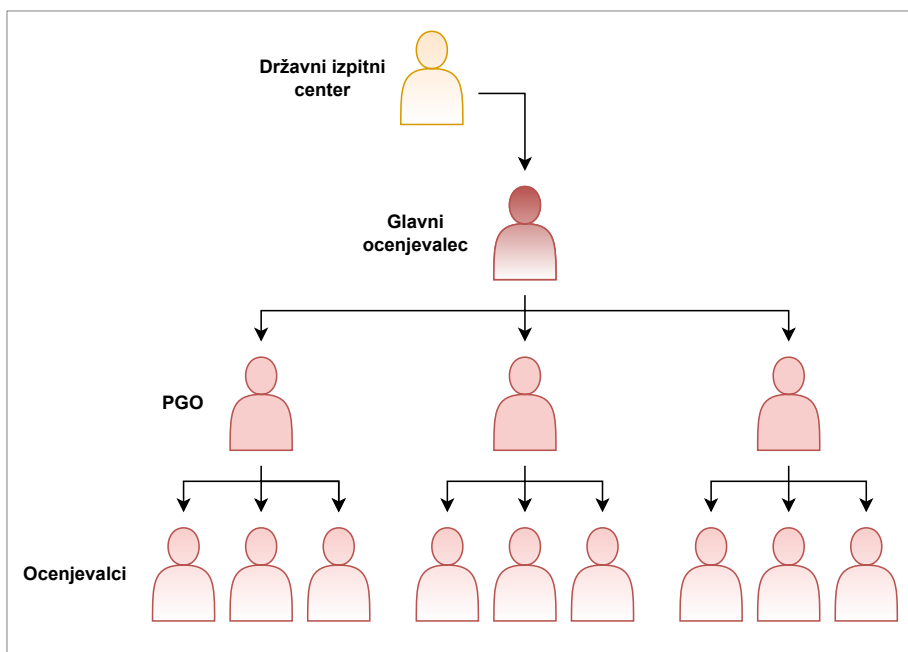 Državni izpitni
center
Glavni
ocenjevalec
PGO
Ocenjevalci